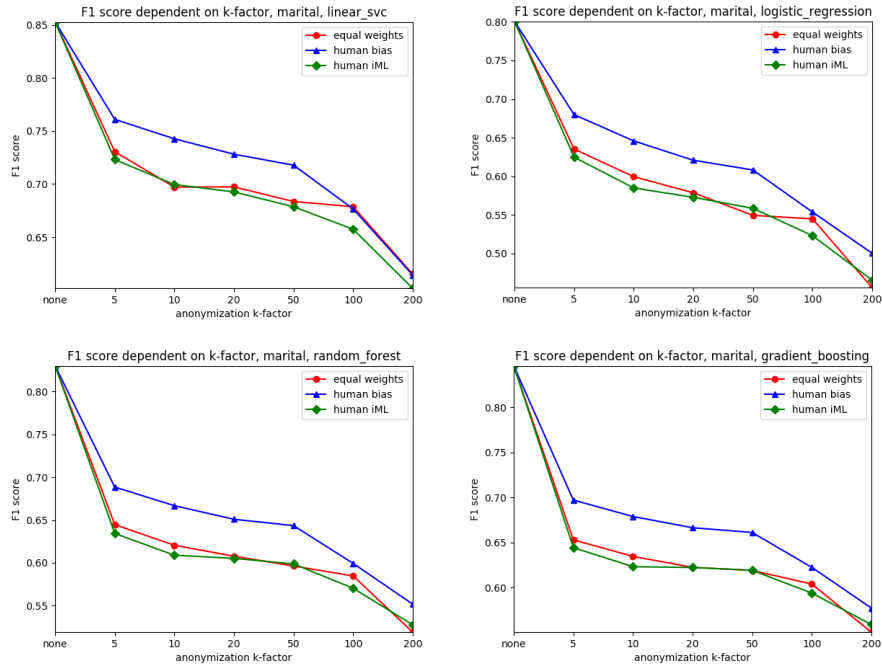 F1 score dependent on k-factor, marital, linear_svc
0.85
0.80
0.75
0.70
0.65
F1 score
equal weights
human bias
human iML
none 5 10 20 50 100 200
anonymization k-factor
F1 score dependent on k-factor, marital, logistic_regression
0.80
0.75
0.70
0.65
0.60
0.55
0.50
F1 score
equal weights
human bias
human iML
none 5 10 20 50 100 200
anonymization k-factor
F1 score dependent on k-factor, marital, random_forest
0.80
0.75
0.70
0.65
0.60
0.55
F1 score
equal weights
human bias
human iML
none 5 10 20 50 100 200
anonymization k-factor
F1 score dependent on k-factor, marital, gradient_boosting
0.80
0.75
0.70
0.65
0.60
F1 score
equal weights
human bias
human iML
none 5 10 20 50 100 200
anonymization k-factor